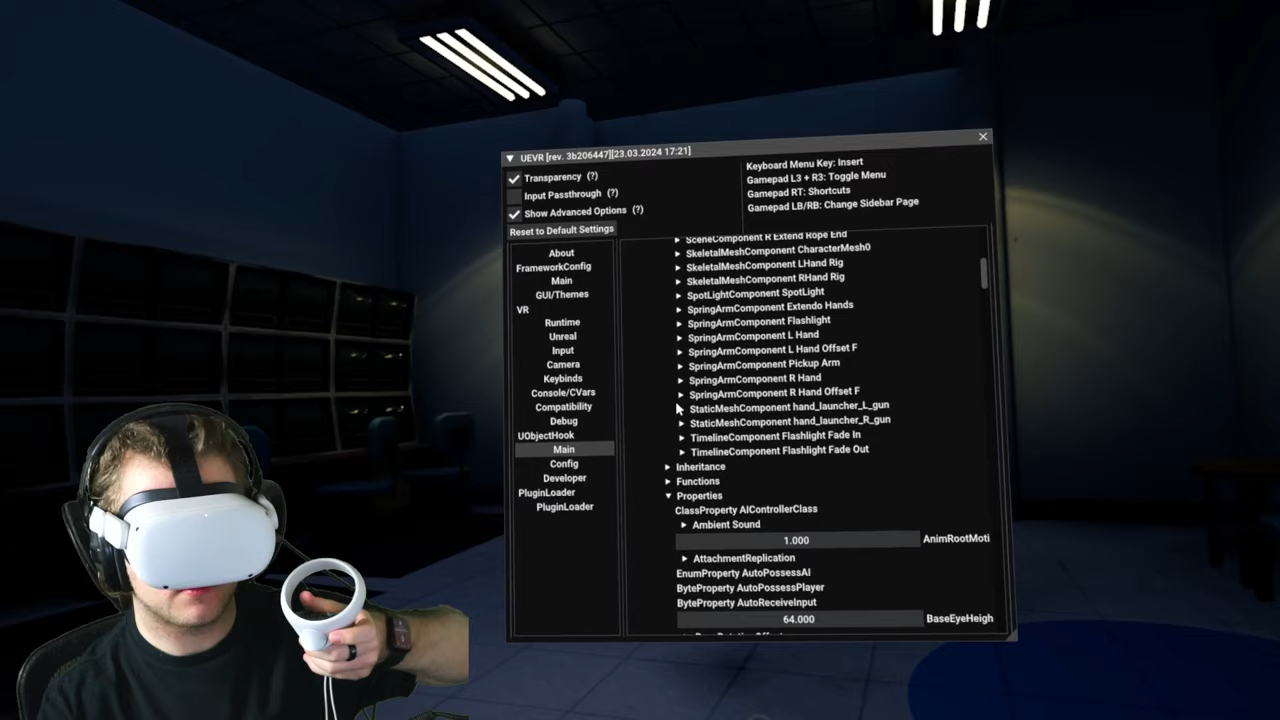 UEVR [rev. 3b206447][23.03.2024 17:21]
Transparency (?)
Input Passthrough (?)
Show Advanced Options (?)
Reset to Default Settings
Keyboard Menu Key: Insert
Gamepad L3 + R3: Toggle Menu
Gamepad RT: Shortcuts
Gamepad LB/RB: Change Sidebar Page
About
FrameworkConfig
Main
GUI/Themes
VR
Runtime
Unreal
Input
Camera
Keybinds
Console/CVars
Compatibility
Debug
UObjectHook
Main
Config
Developer
PluginLoader
PluginLoader
SceneComponent R Extend Rope End
SkeletalMeshComponent CharacterMesh0
SkeletalMeshComponent LHand Rig
SkeletalMeshComponent RHand Rig
SpotLightComponent SpotLight
SpringArmComponent Extendo Hands
SpringArmComponent Flashlight
SpringArmComponent L Hand
SpringArmComponent L Hand Offset F
SpringArmComponent Pickup Arm
SpringArmComponent R Hand
SpringArmComponent R Hand Offset F
StaticMeshComponent hand_launcher_L_gun
StaticMeshComponent hand_launcher_R_gun
TimelineComponent Flashlight Fade In
TimelineComponent Flashlight Fade Out
Inheritance
Functions
Properties
ClassProperty AIControllerClass
Ambient Sound
1.000 AnimRootMoti
AttachmentReplication
EnumProperty AutoPossessAI
ByteProperty AutoPossessPlayer
ByteProperty AutoReceiveInput
64.000 BaseEyeHeigh